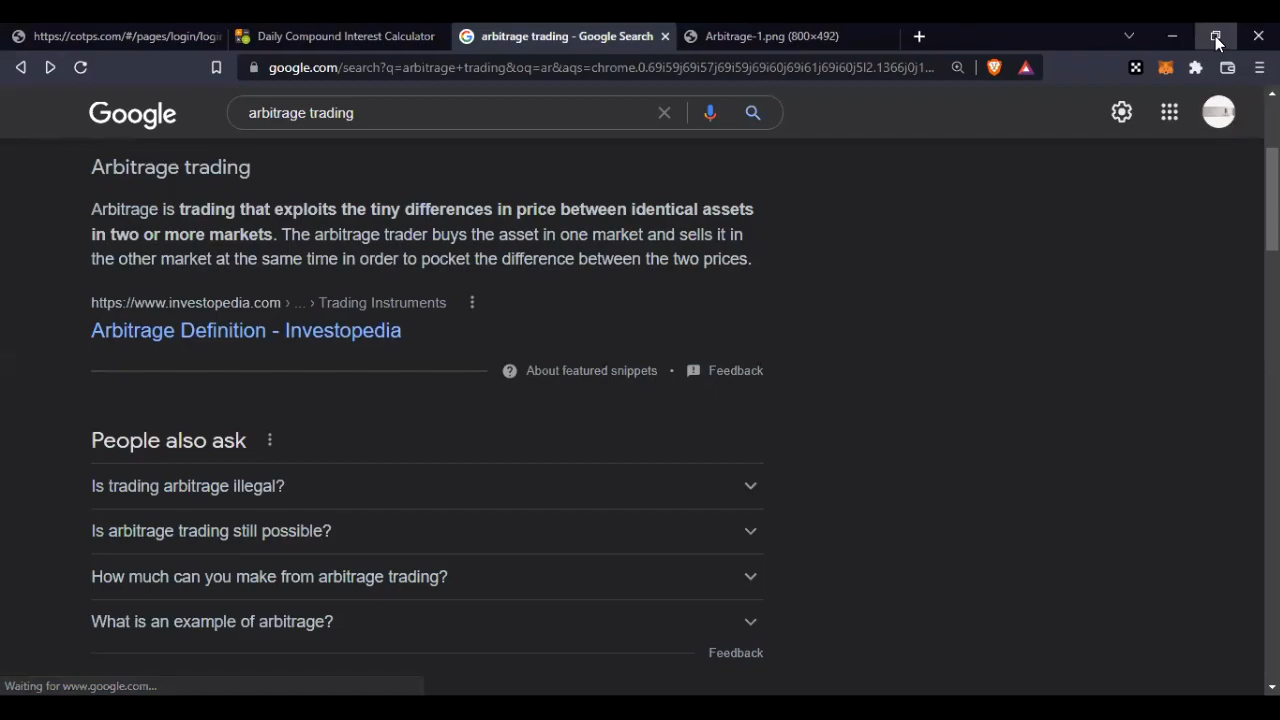 https://cotps.com/#/pages/login/logi
Daily Compound Interest Calculator
arbitrage trading - Google Search
Arbitrage-1.png (800×492)
google.com/search?q=arbitrage+trading&oq=ar&aqs=chrome.0.69i59j69i57j69i59j69i60j69i61j69i60j5l2.1366j0j1...
Google
arbitrage trading
Arbitrage trading
Arbitrage is trading that exploits the tiny differences in price between identical assets
in two or more markets. The arbitrage trader buys the asset in one market and sells it in
the other market at the same time in order to pocket the difference between the two prices.
https://www.investopedia.com › ... › Trading Instruments
Arbitrage Definition - Investopedia
About featured snippets • Feedback
People also ask
Is trading arbitrage illegal?
Is arbitrage trading still possible?
How much can you make from arbitrage trading?
What is an example of arbitrage?
Feedback
Waiting for www.google.com...